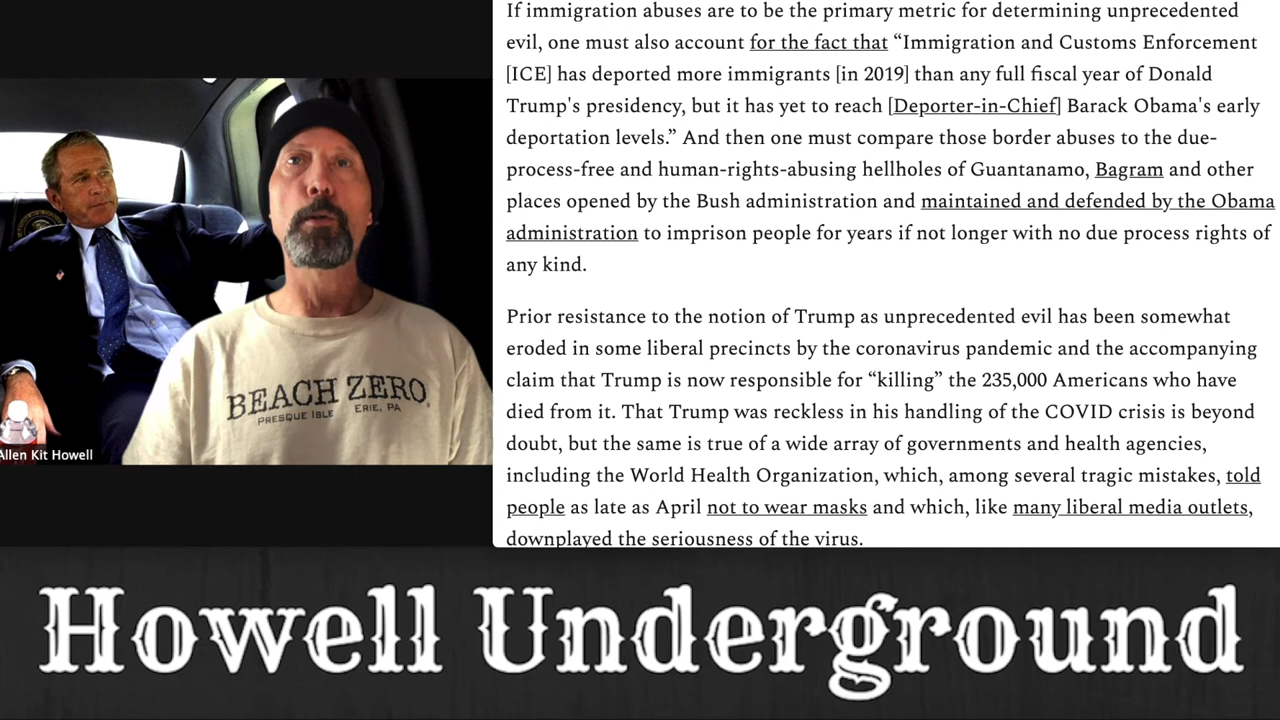 If immigration abuses are to be the primary metric for determining unprecedented
evil, one must also account for the fact that “Immigration and Customs Enforcement
[ICE] has deported more immigrants [in 2019] than any full fiscal year of Donald
Trump's presidency, but it has yet to reach [Deporter-in-Chief] Barack Obama's early
deportation levels.” And then one must compare those border abuses to the due-
process-free and human-rights-abusing hellholes of Guantanamo, Bagram and other
places opened by the Bush administration and maintained and defended by the Obama
administration to imprison people for years if not longer with no due process rights of
any kind.
Prior resistance to the notion of Trump as unprecedented evil has been somewhat
eroded in some liberal precincts by the coronavirus pandemic and the accompanying
claim that Trump is now responsible for “killing” the 235,000 Americans who have
died from it. That Trump was reckless in his handling of the COVID crisis is beyond
doubt, but the same is true of a wide array of governments and health agencies,
including the World Health Organization, which, among several tragic mistakes, told
people as late as April not to wear masks and which, like many liberal media outlets,
downplayed the seriousness of the virus.
BEACH ZERO
PRESQUE ISLE ERIE, PA
Allen Kit Howell
Howell Underground